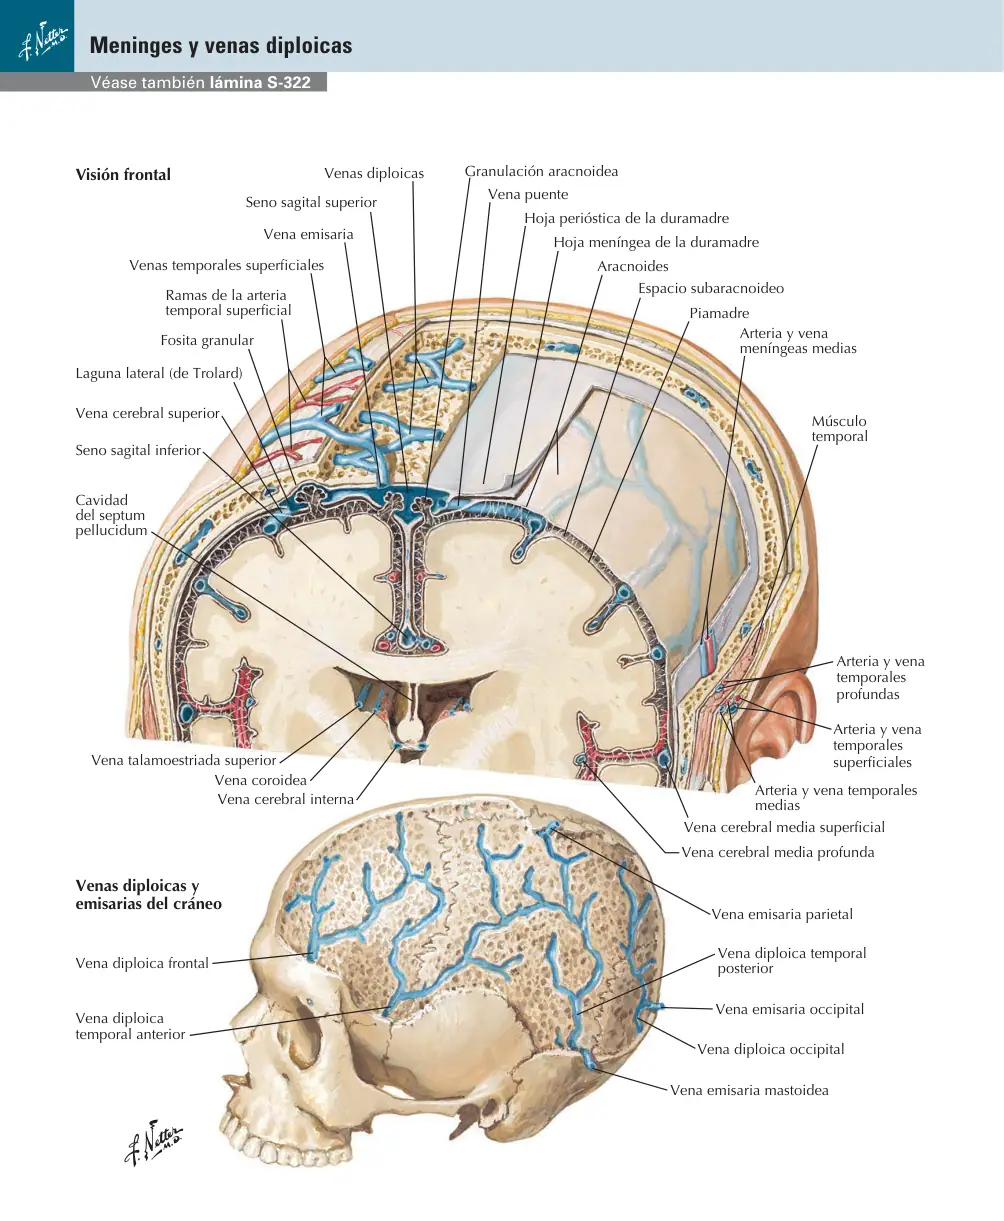 F. Netter M.D.
Meninges y venas diploicas
Véase también lámina S-322
Visión frontal
Venas diploicas
Granulación aracnoidea
Seno sagital superior
Vena puente
Vena emisaria
Hoja perióstica de la duramadre
Venas temporales superficiales
Hoja meníngea de la duramadre
Ramas de la arteria
temporal superficial
Aracnoides
Fosita granular
Espacio subaracnoideo
Laguna lateral (de Trolard)
Piamadre
Vena cerebral superior
Arteria y vena
meníngeas medias
Seno sagital inferior
Músculo
temporal
Cavidad
del septum
pellucidum
Arteria y vena
temporales
profundas
Arteria y vena
temporales
superficiales
Vena talamoestriada superior
Vena coroidea
Vena cerebral interna
Arteria y vena temporales
medias
Vena cerebral media superficial
Vena cerebral media profunda
Venas diploicas y
emisarias del cráneo
Vena emisaria parietal
Vena diploica frontal
Vena diploica temporal
posterior
Vena diploica
temporal anterior
Vena emisaria occipital
Vena diploica occipital
Vena emisaria mastoidea
F. Netter M.D.